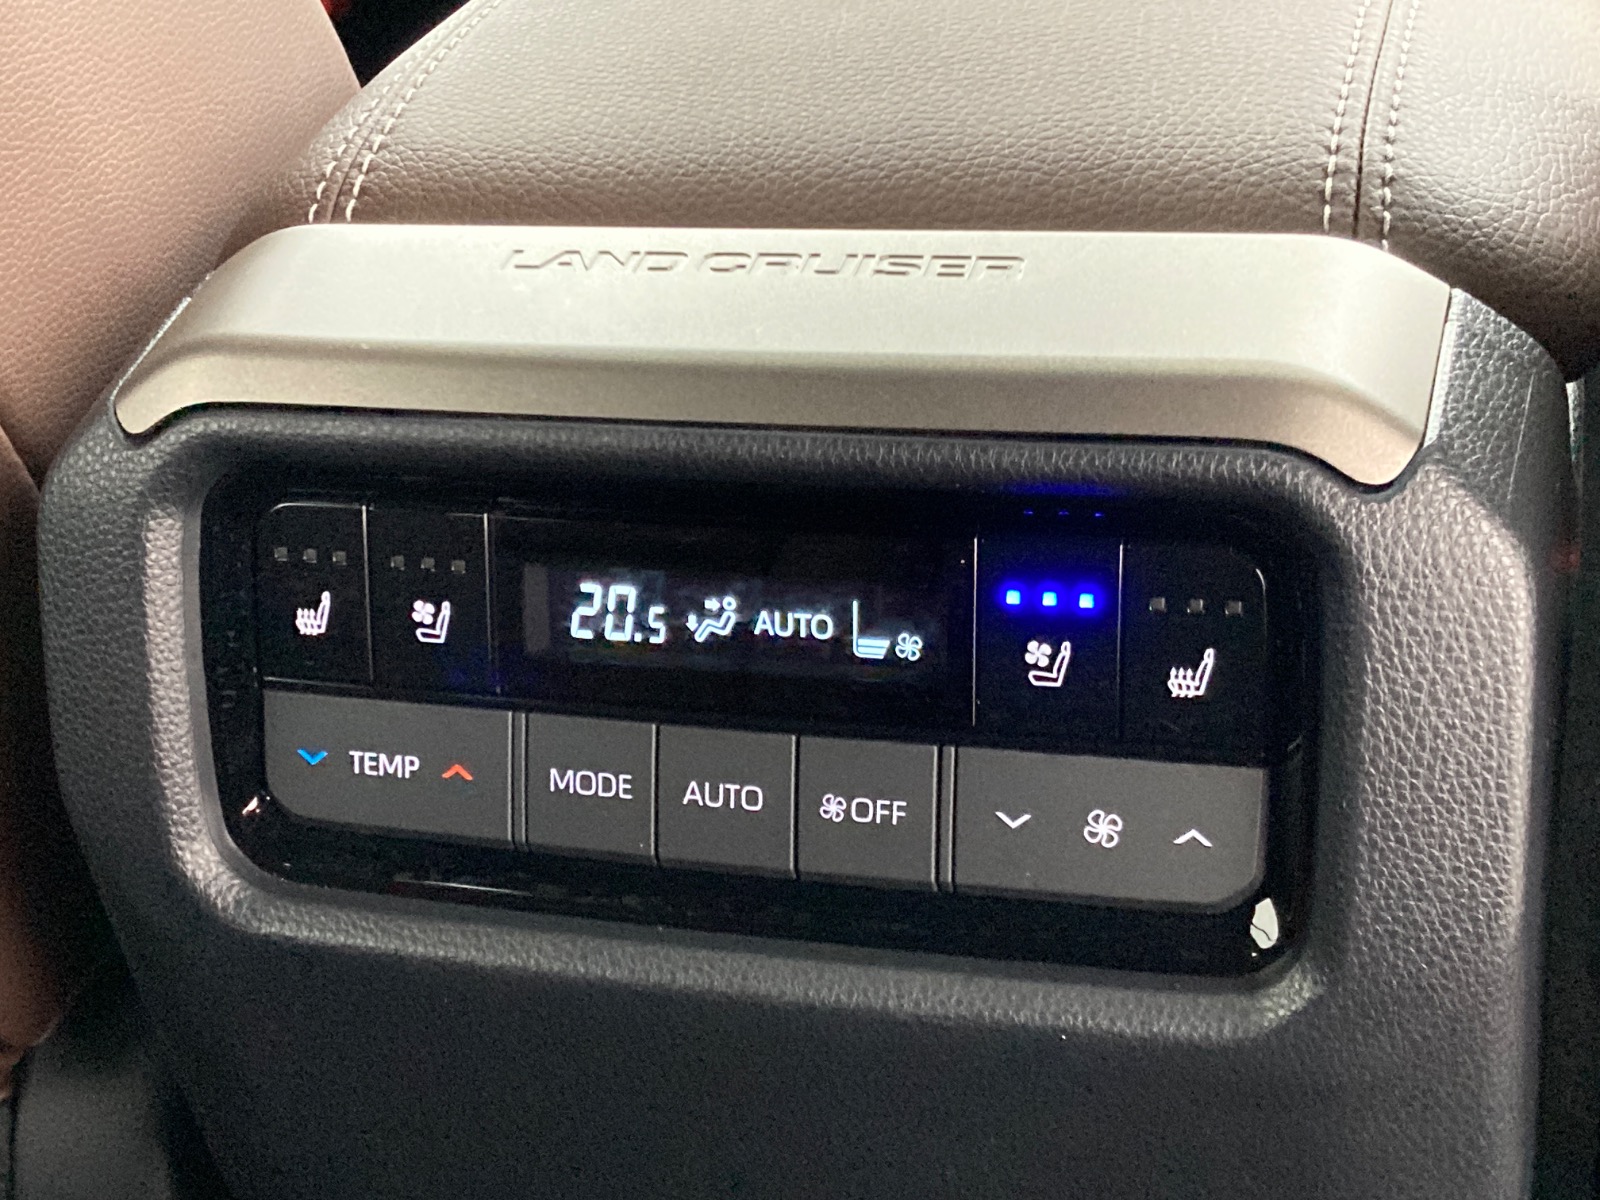 LAND CRUISER
20.5 AUTO
TEMP MODE AUTO OFF